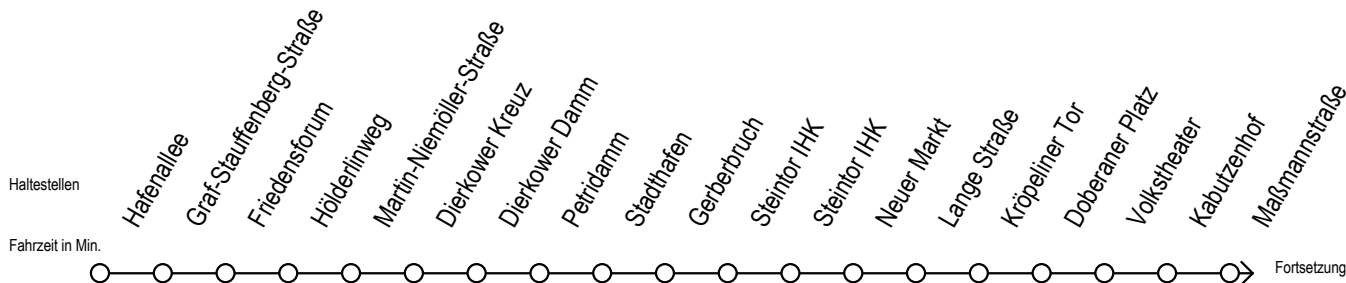 Haltestellen
Hafenallee
Graf-Stauffenberg-Straße
Friedensforum
Hölderlinweg
Martin-Niemöller-Straße
Dierkower Kreuz
Dierkower Damm
Petridamm
Stadthafen
Gerberbruch
Steintor IHK
Steintor IHK
Neuer Markt
Lange Straße
Kröpeliner Tor
Doberaner Platz
Volkstheater
Kabutzenhof
Maßmannstraße
Fahrzeit in Min.
Fortsetzung